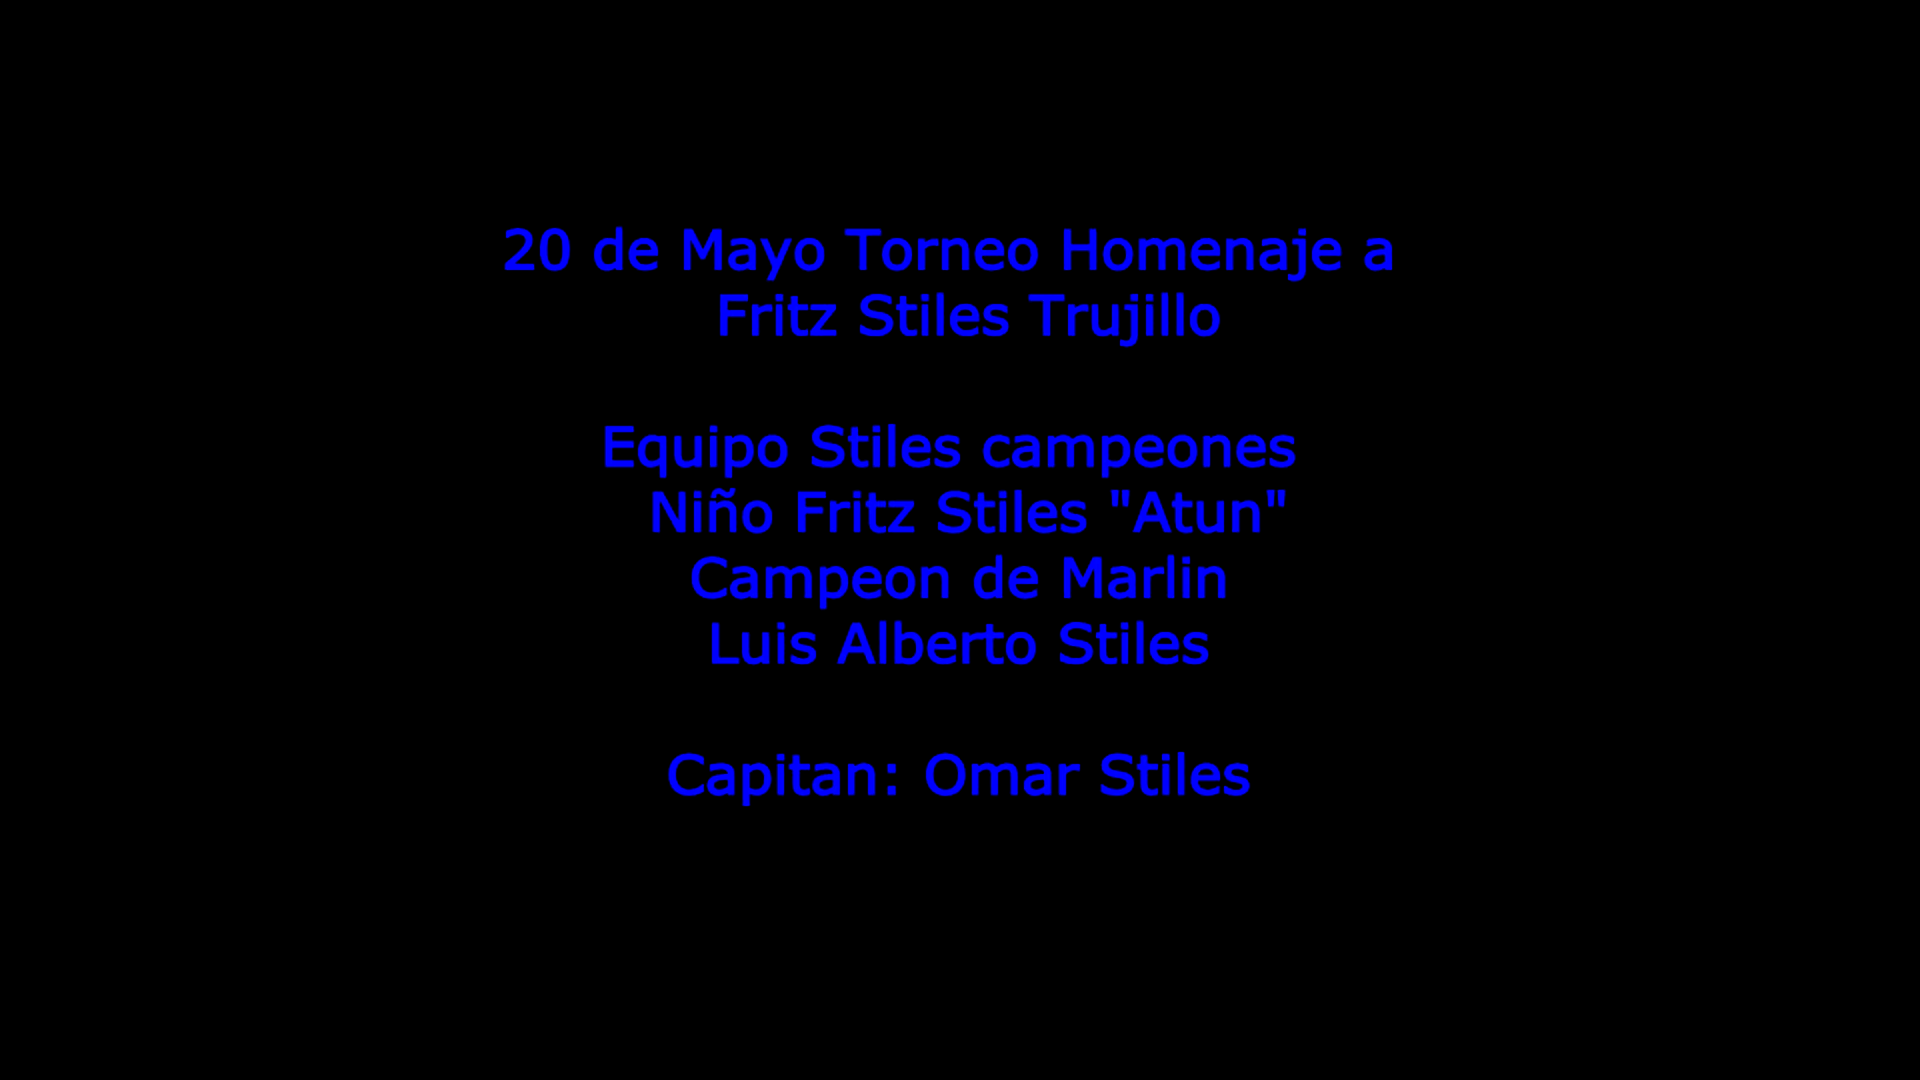 20 de Mayo Torneo Homenaje a
Fritz Stiles Trujillo
Equipo Stiles campeones
Niño Fritz Stiles "Atun"
Campeon de Marlin
Luis Alberto Stiles
Capitan: Omar Stiles